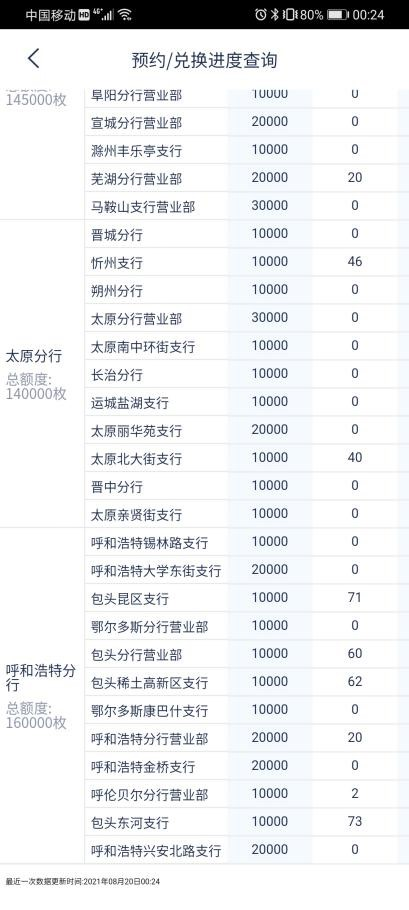 中国移动 HD 46+ 80% 00:24
预约/兑换进度查询
145000枚
阜阳分行营业部 10000 0
宣城分行营业部 20000 0
滁州丰乐亭支行 10000 0
芜湖分行营业部 20000 20
马鞍山支行营业部 30000 0
晋城分行 10000 0
忻州支行 10000 46
朔州分行 10000 0
太原分行营业部 30000 0
太原南中环街支行 10000 0
太原分行
长治分行 10000 0
总额度:
140000枚
运城盐湖支行 10000 0
太原丽华苑支行 20000 0
太原北大街支行 10000 40
晋中分行 10000 0
太原亲贤街支行 10000 0
呼和浩特锡林路支行 10000 0
呼和浩特大学东街支行 20000 0
包头昆区支行 10000 71
鄂尔多斯分行营业部 10000 0
包头分行营业部 10000 60
呼和浩特分
行
包头稀土高新区支行 10000 62
总额度:
160000枚
鄂尔多斯康巴什支行 10000 0
呼和浩特分行营业部 20000 20
呼和浩特金桥支行 20000 0
呼伦贝尔分行营业部 10000 2
包头东河支行 10000 73
呼和浩特兴安北路支行 20000 0
最近一次数据更新时间:2021年08月20日00:24